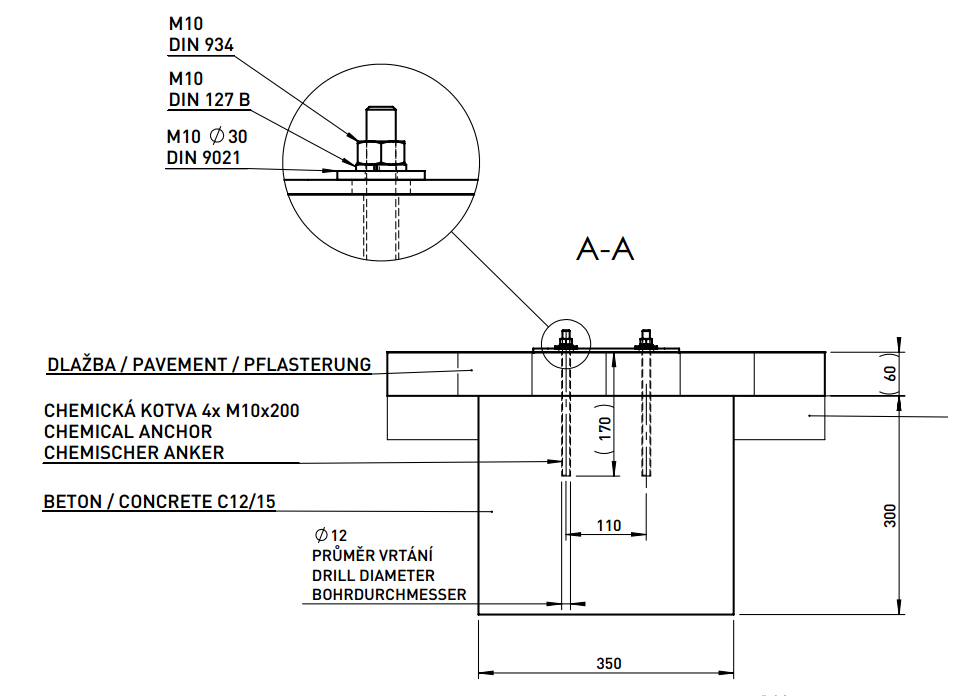 M10
DIN 934
M10
DIN 127 B
M10 Ø 30
DIN 9021
A-A
DLAŽBA / PAVEMENT / PFLASTERUNG
(60)
CHEMICKÁ KOTVA 4x M10x200
CHEMICAL ANCHOR
CHEMISCHER ANKER
(170)
BETON / CONCRETE C12/15
300
110
Ø 12
PRŮMĚR VRTÁNÍ
DRILL DIAMETER
BOHRDURCHMESSER
350